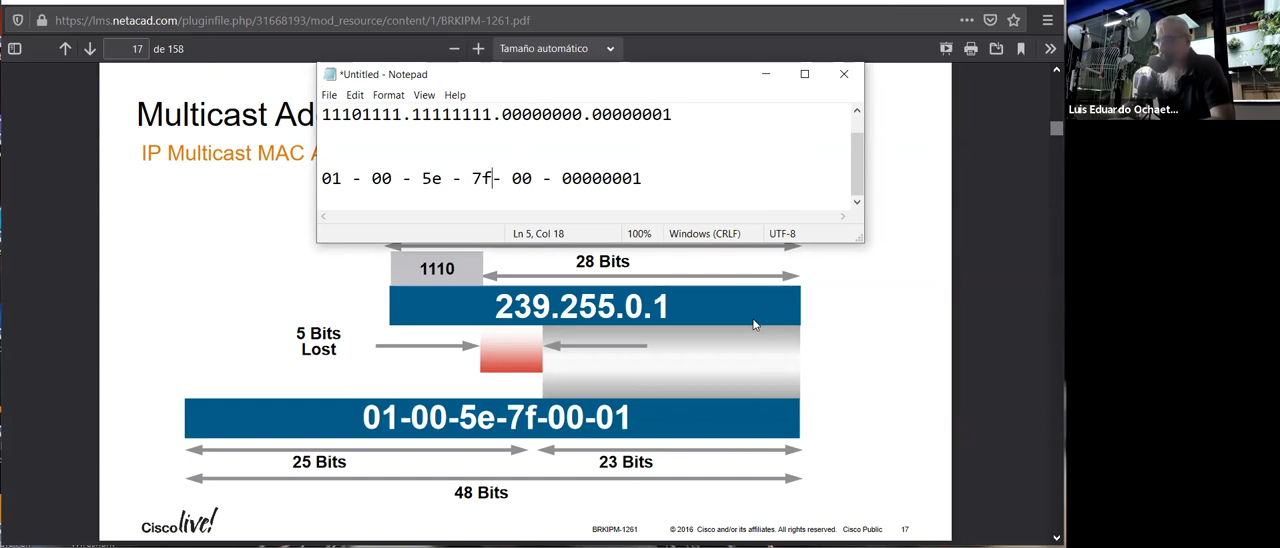 https://lms.netacad.com/pluginfile.php/31668193/mod_resource/content/1/BRKIPM-1261.pdf
17 de 158
Tamaño automático
*Untitled - Notepad
File Edit Format View Help
11101111.11111111.00000000.00000001
01 - 00 - 5e - 7f- 00 - 00000001
Ln 5, Col 18 100% Windows (CRLF) UTF-8
Multicast Ad
IP Multicast MAC A
28 Bits
1110
239.255.0.1
5 Bits
Lost
01-00-5e-7f-00-01
25 Bits 23 Bits
48 Bits
Cisco live!
BRKIPM-1261 © 2016 Cisco and/or its affiliates. All rights reserved. Cisco Public 17
Luis Eduardo Ochaet...